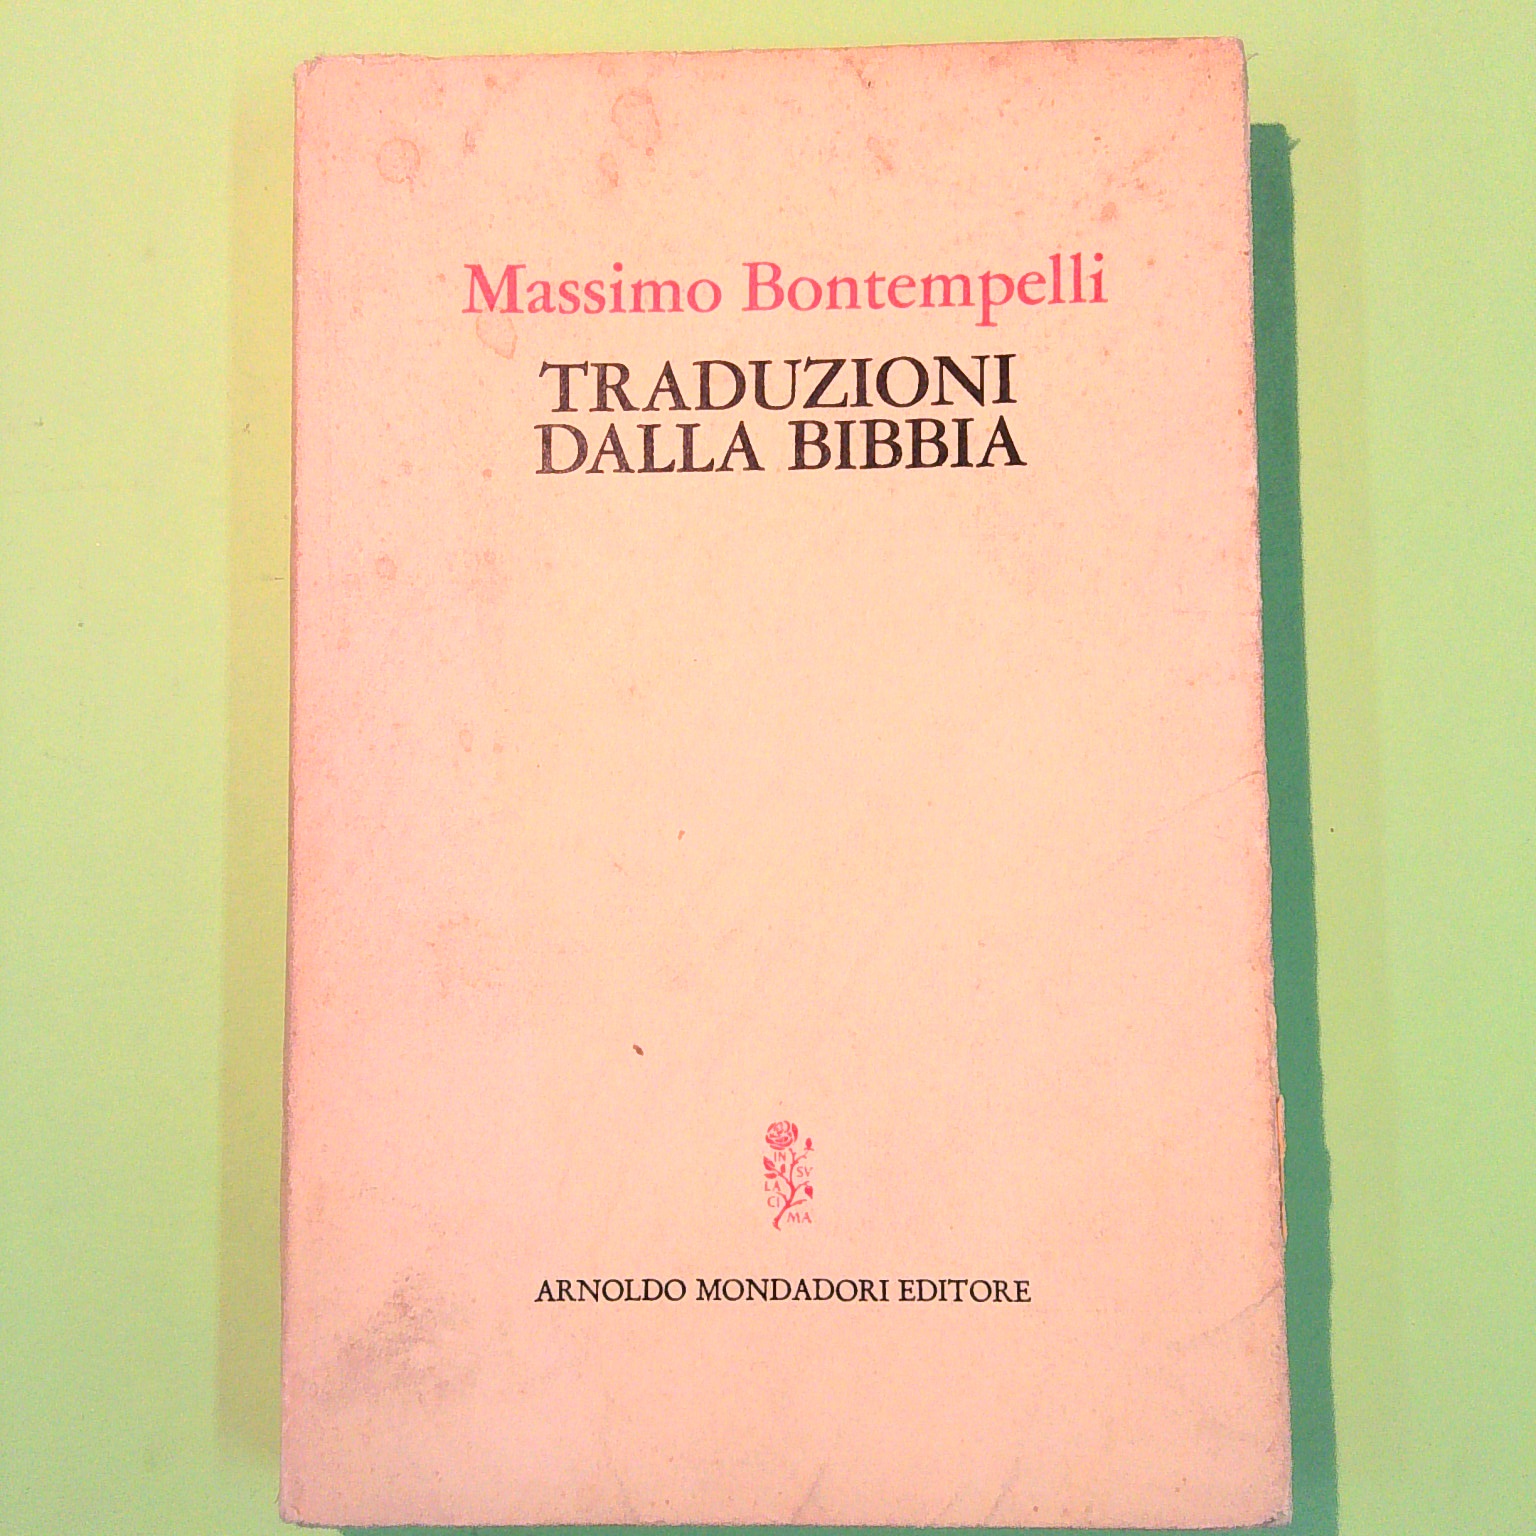 Massimo Bontempelli
TRADUZIONI
DALLA BIBBIA
IN
SV
LA
CI
MA
ARNOLDO MONDADORI EDITORE